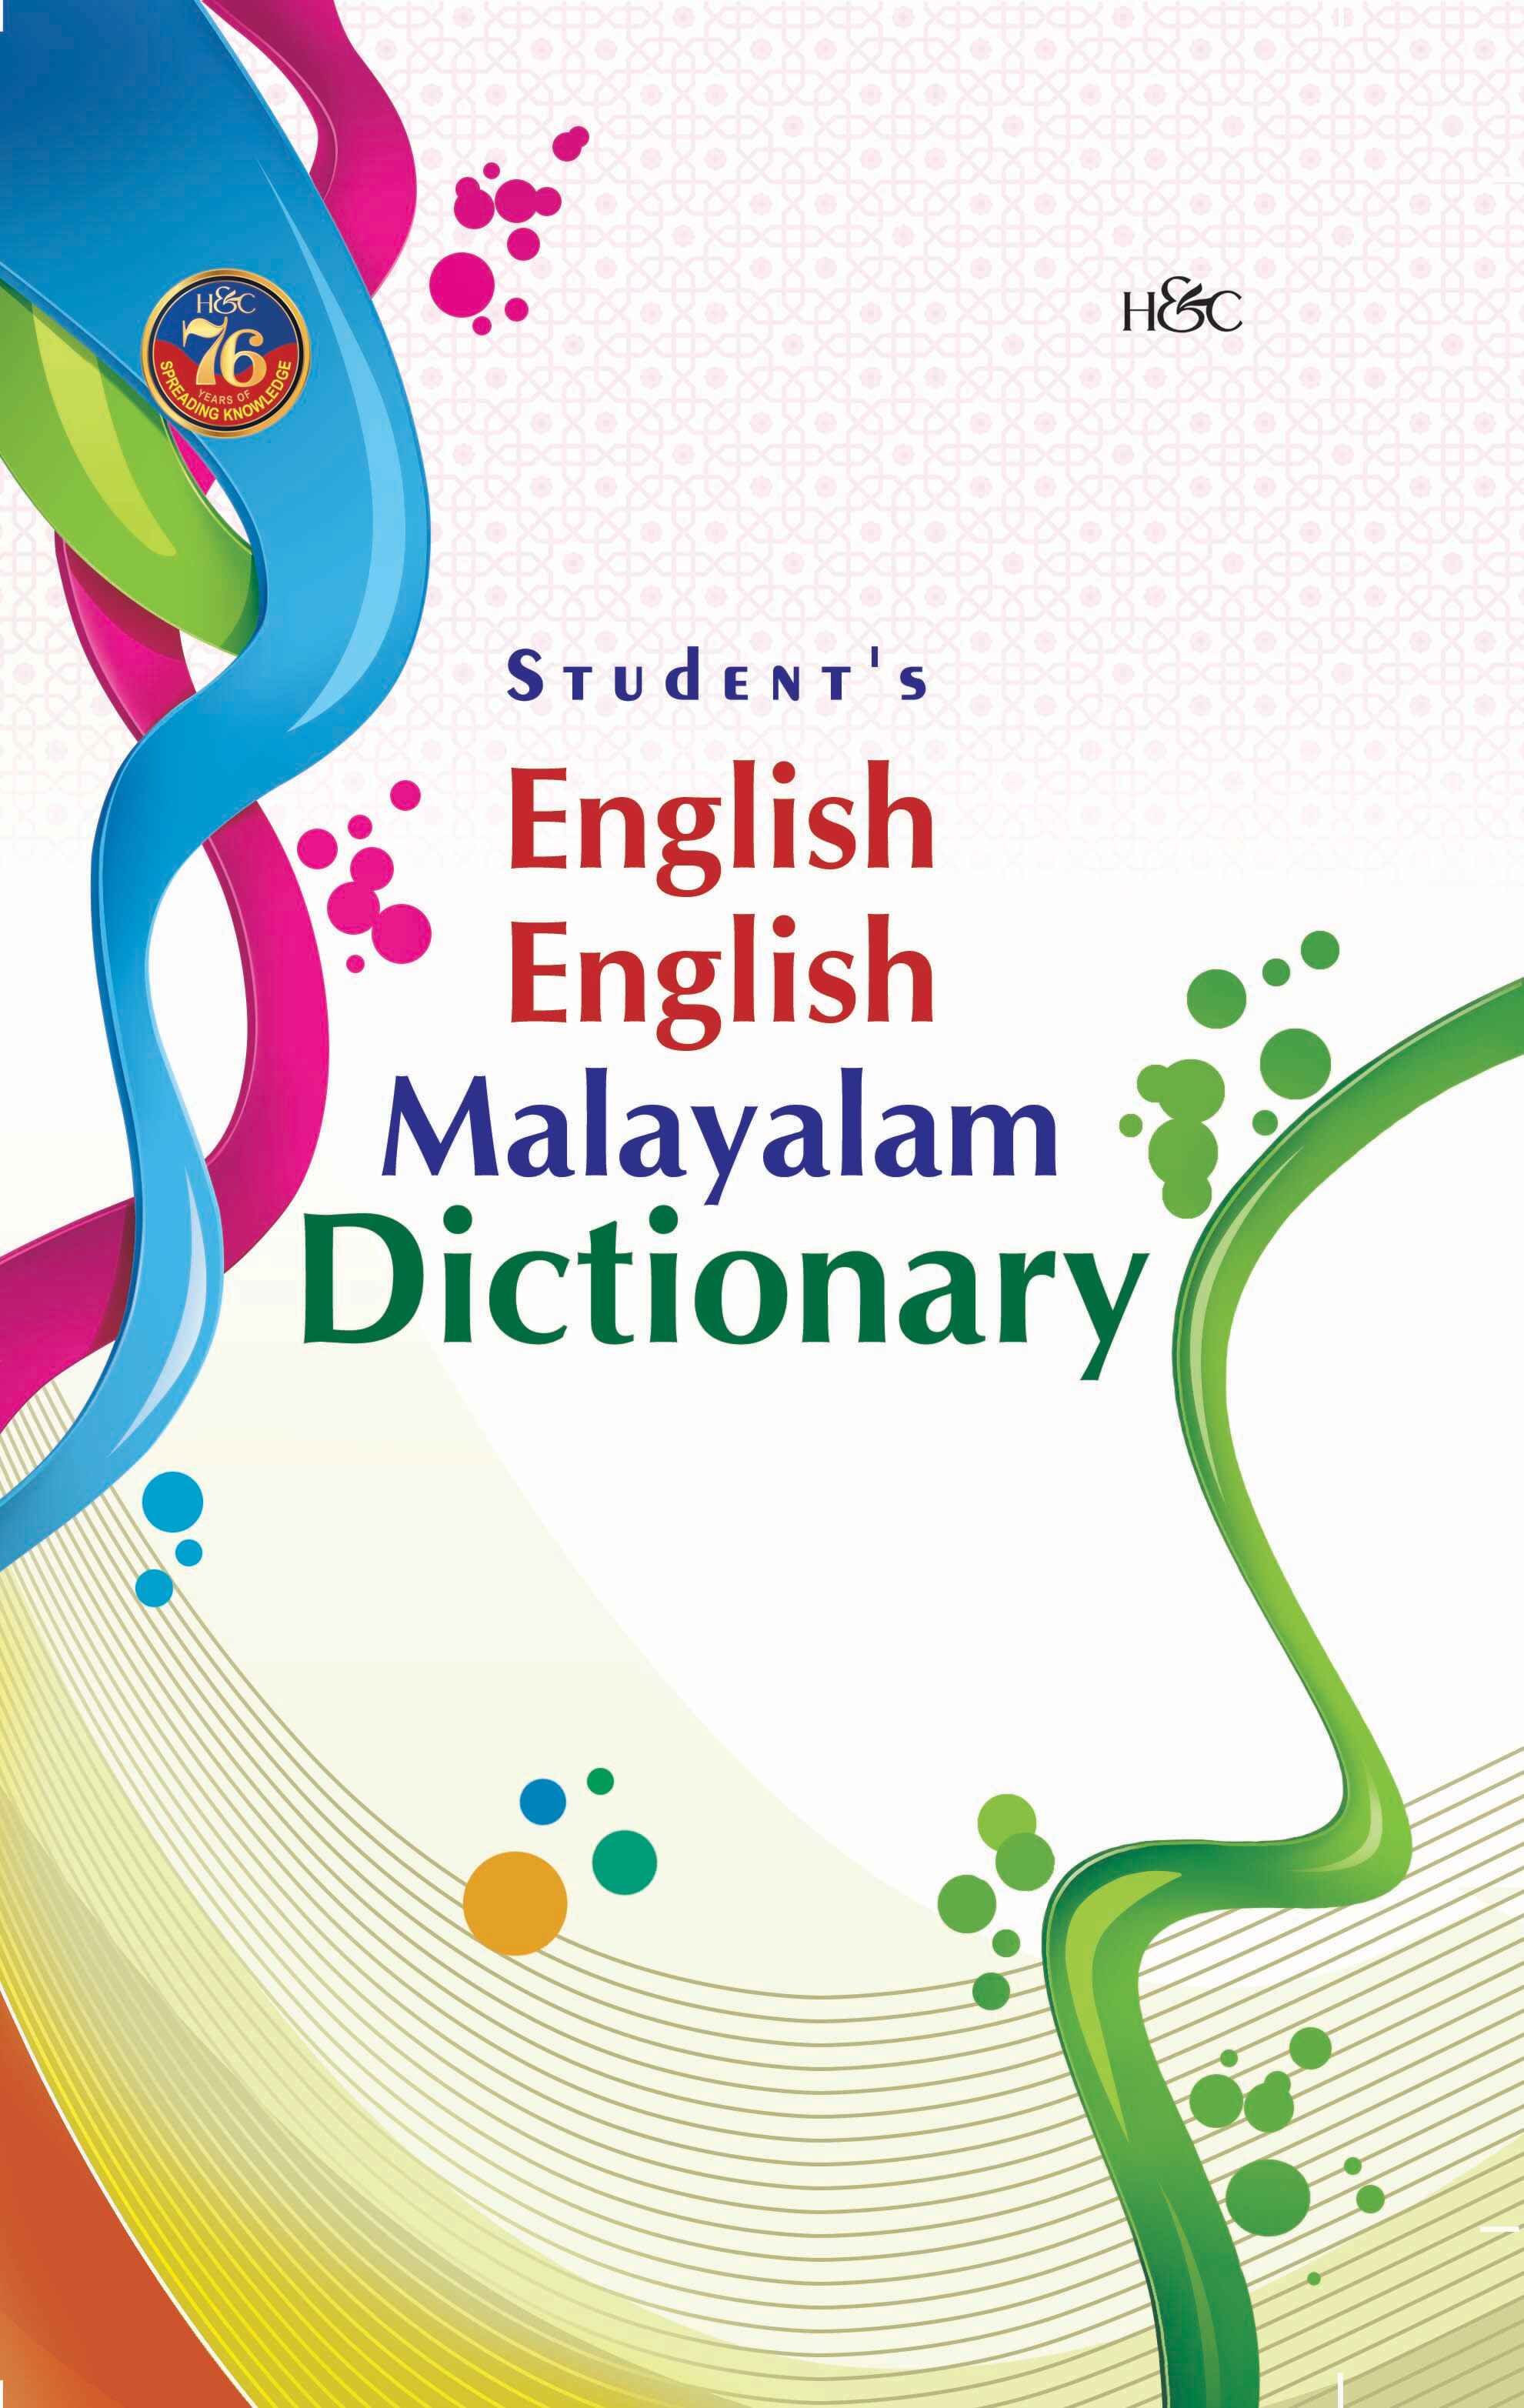 H&C
76
YEARS OF
SPREADING KNOWLEDGE
H&C
STUdENT's
English
English
Malayalam
Dictionary